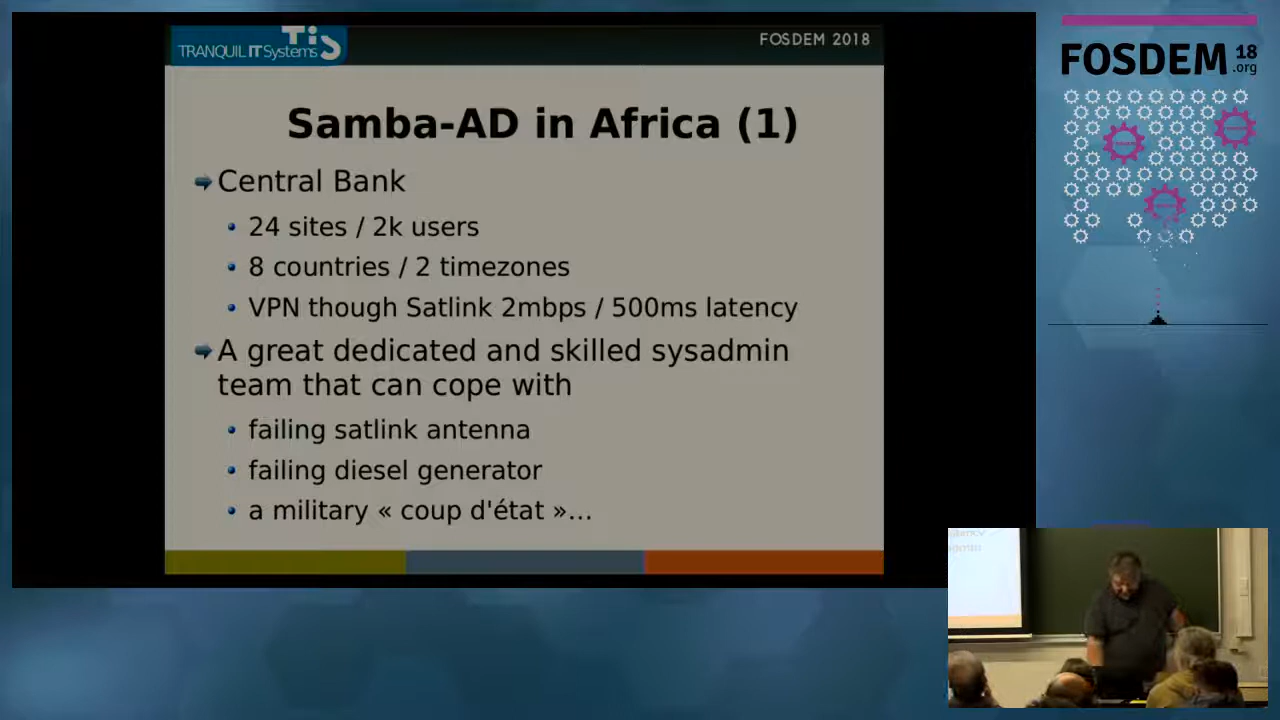 TRANQUIL IT Systems
TiS
FOSDEM 2018
Samba-AD in Africa (1)
Central Bank
24 sites / 2k users
8 countries / 2 timezones
VPN though Satlink 2mbps / 500ms latency
A great dedicated and skilled sysadmin
team that can cope with
failing satlink antenna
failing diesel generator
a military « coup d'état »...
FOSDEM 18
.org